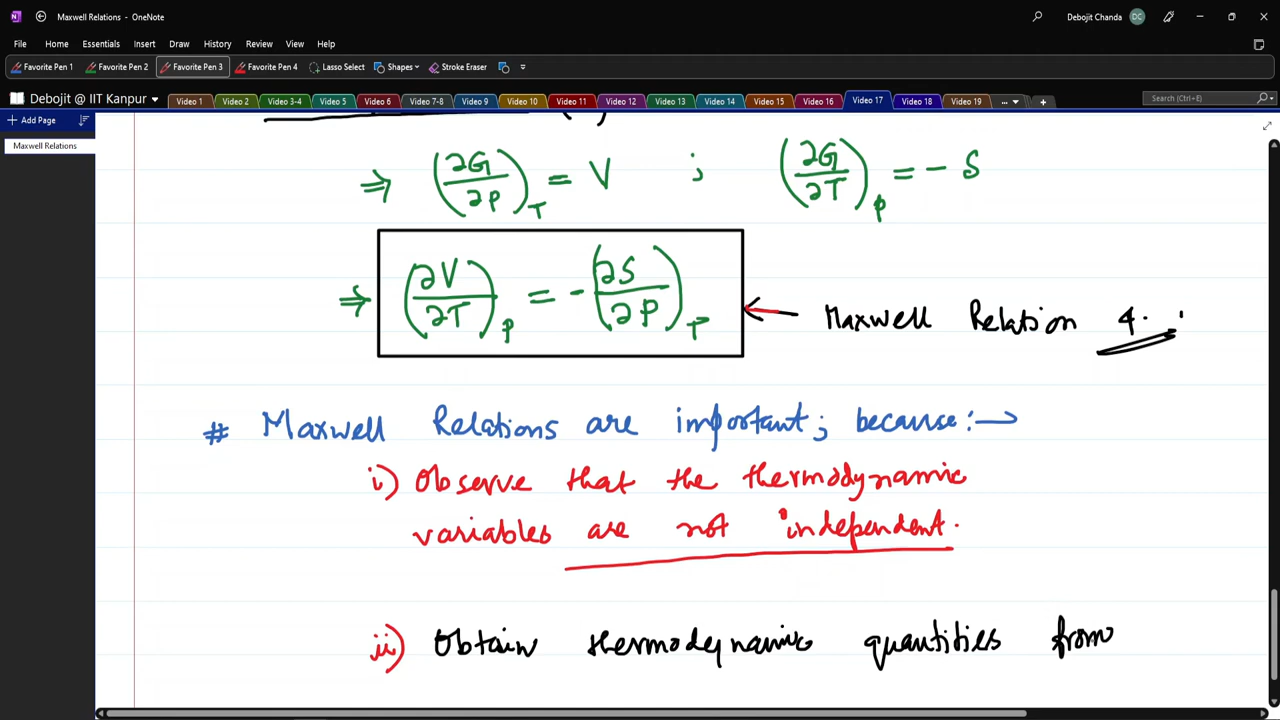 Maxwell Relations - OneNote
Debojit Chanda DC
File Home Essentials Insert Draw History Review View Help
Favorite Pen 1 Favorite Pen 2 Favorite Pen 3 Favorite Pen 4 Lasso Select Shapes Stroke Eraser
Debojit @ IIT Kanpur Video 1 Video 2 Video 3-4 Video 5 Video 6 Video 7-8 Video 9 Video 10 Video 11 Video 12 Video 13 Video 14 Video 15 Video 16 Video 17 Video 18 Video 19 ... Search (Ctrl+E)
Add Page
Maxwell Relations
⇒ (∂G/∂P)_T = V ; (∂G/∂T)_P = - S
⇒ (∂V/∂T)_P = -(∂S/∂P)_T ← Maxwell Relation 4.
# Maxwell Relations are important; because:→
i) Observe that the thermodynamic
variables are not independent.
ii) Obtain thermodynamic quantities from